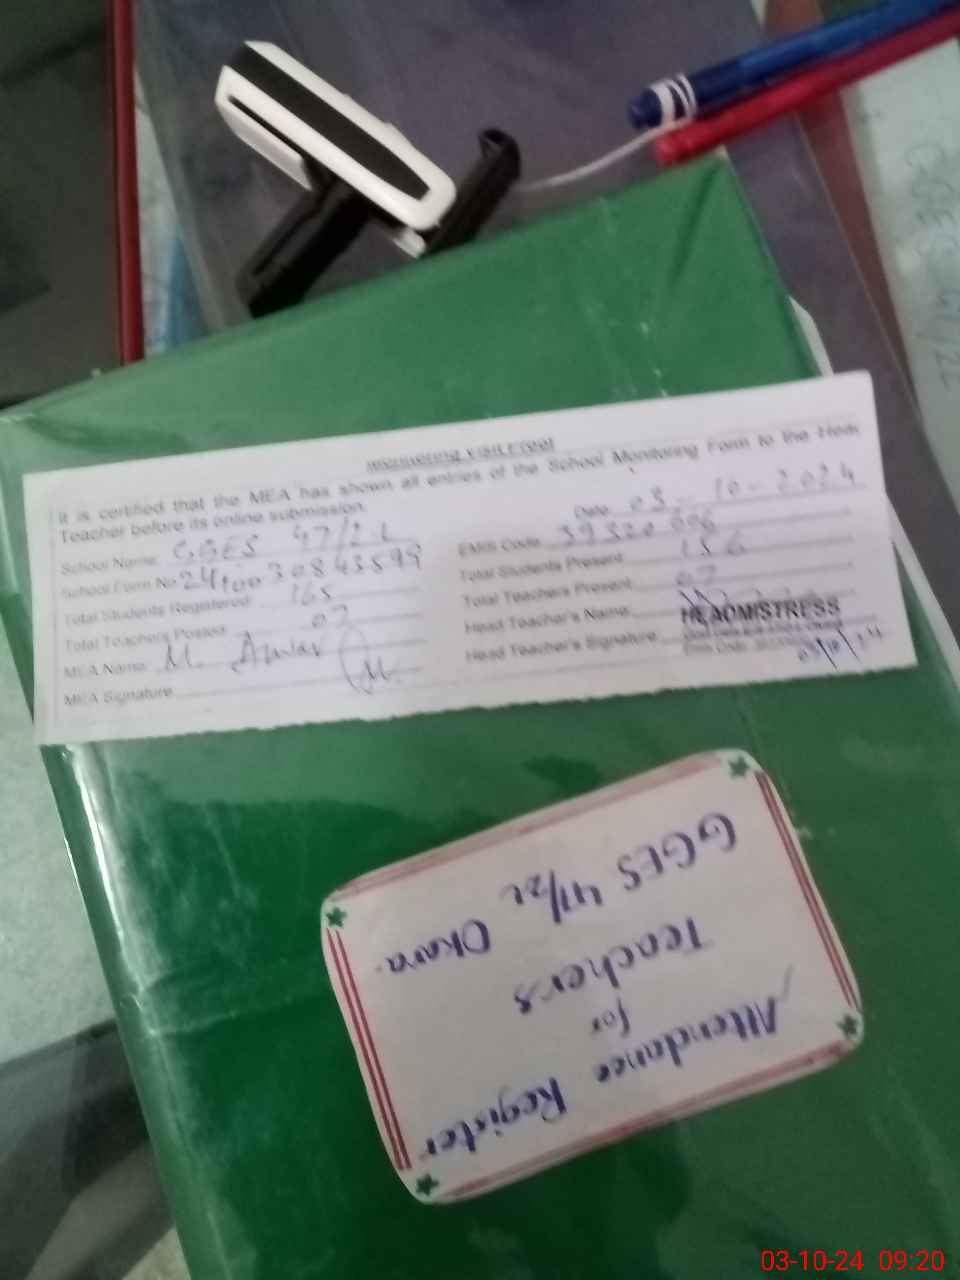 Monitoring Visit Proof
It is certified that the MEA has shown all entries of the School Monitoring Form to the Head
Teacher before its online submission.
Date 03-10-2024
School Name: GGES 47/2L
EMIS Code 39320606
School Form No
Total Students Present: 156
Total Students Registered: 165
Total Teachers Present: 07
Total Teachers Posted: 07
Head Teacher's Name:
HEADMISTRESS
MEA Name: M.
Head Teacher's Signature
MEA Signature
Attendance Register
for
Teachers
GGES 47/2L Okara.
03-10-24 09:20